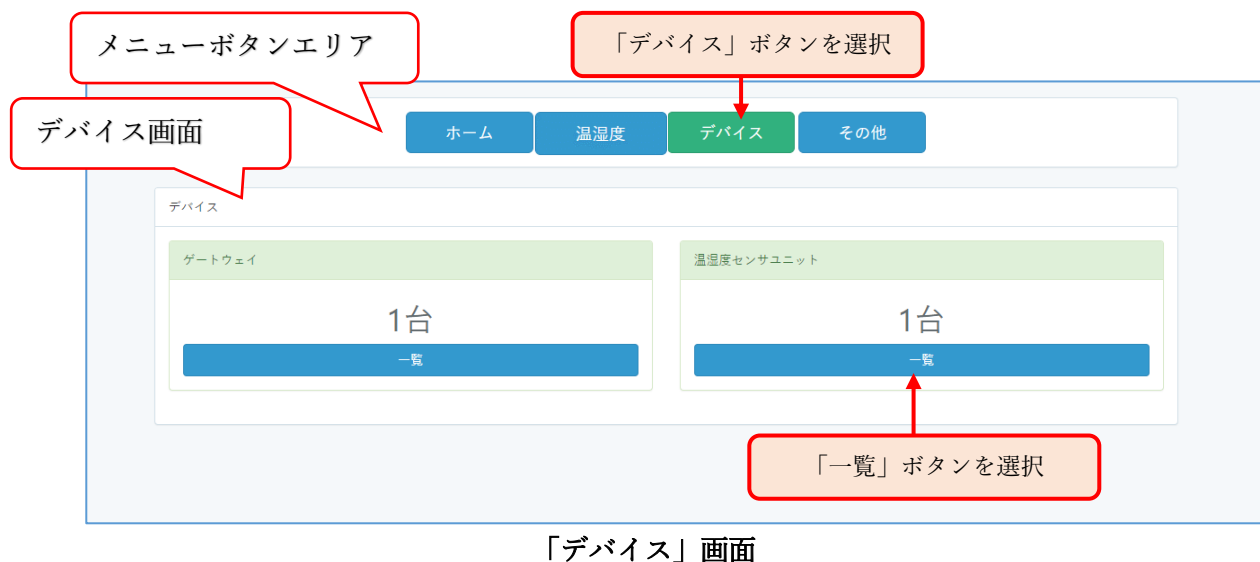 メニューボタンエリア
「デバイス」ボタンを選択
デバイス画面
ホーム
温湿度
デバイス
その他
デバイス
ゲートウェイ
1台
一覧
温湿度センサユニット
1台
一覧
「一覧」ボタンを選択
「デバイス」画面